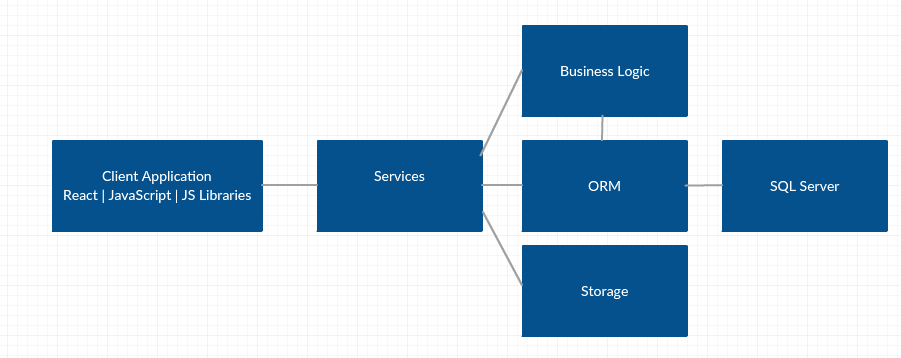 Client Application
React | JavaScript | JS Libraries
Services
Business Logic
ORM
Storage
SQL Server